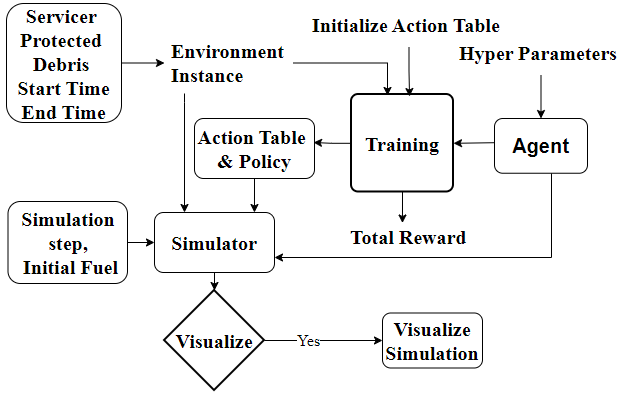 Servicer
Protected
Debris
Start Time
End Time
Environment
Instance
Initialize Action Table
Hyper Parameters
Action Table
& Policy
Training
Agent
Simulation
step,
Initial Fuel
Simulator
Total Reward
Visualize
Yes
Visualize
Simulation